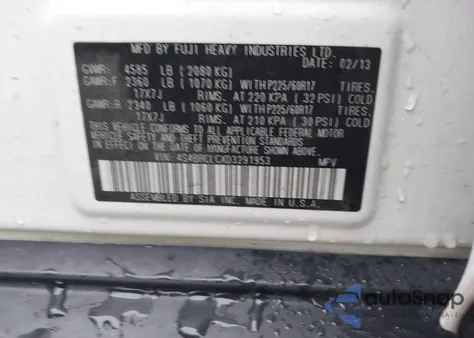 MFD BY FUJI HEAVY INDUSTRIES LTD.
DATE: 02/13
GVWR: 4585 LB (2080 KG)
GAWR: F 2360 LB (1070 KG) WITH P225/60R17 TIRES.
17X7J RIMS. AT 220 KPA (32 PSI) COLD
GAWR: R 2340 LB (1060 KG) WITH P225/60R17 TIRES.
17X7J RIMS. AT 210 KPA (30 PSI) COLD
THIS VEHICLE CONFORMS TO ALL APPLICABLE
FEDERAL SAFETY AND THEFT PREVENTION STANDARDS
IN EFFECT ON THE DATE OF MANUFACTURE SHOWN ABOVE.
VIN: 4S4BRCLCXD3291953 MPV
ASSEMBLED BY SIA INC. MADE IN U.S.A.
autoSnap